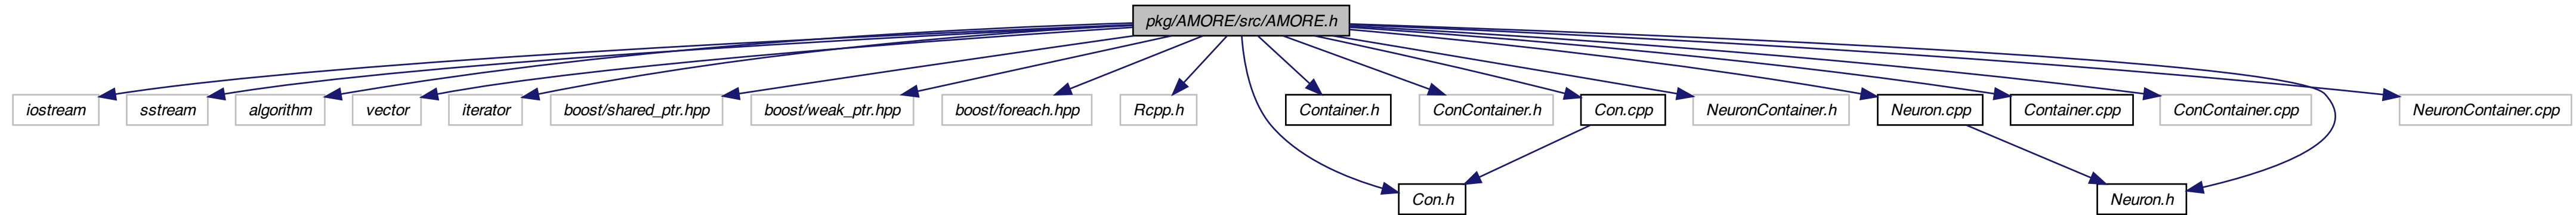 pkg/AMORE/src/AMORE.h
iostream
sstream
algorithm
vector
iterator
boost/shared_ptr.hpp
boost/weak_ptr.hpp
boost/foreach.hpp
Rcpp.h
Container.h
ConContainer.h
Con.cpp
NeuronContainer.h
Neuron.cpp
Container.cpp
ConContainer.cpp
NeuronContainer.cpp
Con.h
Neuron.h